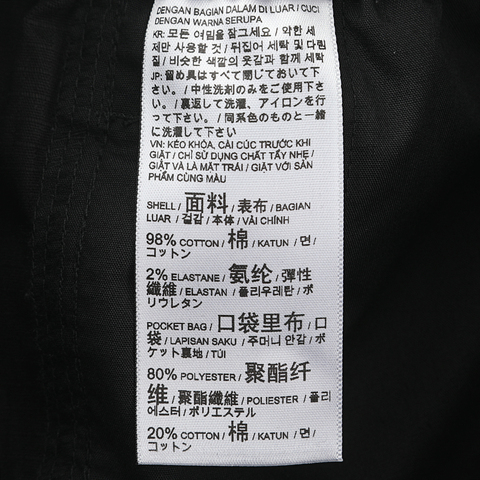 DENGAN BAGIAN DALAM DI LUAR / CUCI
DENGAN WARNA SERUPA
KR: 모든 여밈을 잠그세요 / 약한 세
제만 사용할 것 / 뒤집어 세탁 및 다림
질 / 비슷한 색깔의 옷감과 함께 세탁
JP: 留め具はすべて閉じておいて下
さい。/ 中性洗剤のみをご使用下さ
い。/ 裏返して洗濯、アイロンを行
って下さい。/ 同系色のものと一緒
に洗濯して下さい
VN: KÉO KHÓA, CÀI CÚC TRƯỚC KHI
GIẶT / CHỈ SỬ DỤNG CHẤT TẨY NHẸ /
GIẶT VÀ LÀ MẶT TRÁI / GIẶT VỚI SẢN
PHẨM CÙNG MÀU
SHELL / 面料 / 表布 / BAGIAN
LUAR / 겉감 / 本体 / VẢI CHÍNH
98% COTTON / 棉 / KATUN / 면 /
コットン
2% ELASTANE / 氨纶 / 彈性
纖維 / ELASTAN / 폴리우레탄 / ポ
リウレタン
POCKET BAG / 口袋里布 / 口
袋 / LAPISAN SAKU / 주머니 안감 / ポ
ケット裏地 / TÚI
80% POLYESTER / 聚酯纤
维 / 聚酯纖維 / POLIESTER / 폴리
에스터 / ポリエステル
20% COTTON / 棉 / KATUN / 면 /
コットン